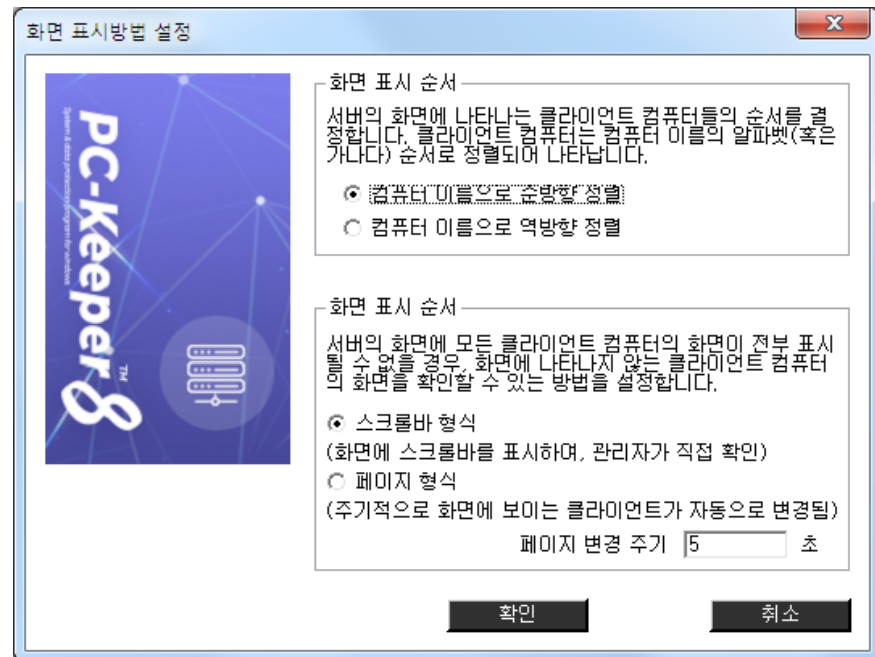 화면 표시방법 설정
PC-Keeper 8 TM
System & data protection program for windows
화면 표시 순서
서버의 화면에 나타나는 클라이언트 컴퓨터들의 순서를 결
정합니다. 클라이언트 컴퓨터는 컴퓨터 이름의 알파벳(혹은
가나다) 순서로 정렬되어 나타납니다.
컴퓨터 이름으로 순방향 정렬
컴퓨터 이름으로 역방향 정렬
화면 표시 순서
서버의 화면에 모든 클라이언트 컴퓨터의 화면이 전부 표시
될 수 없을 경우, 화면에 나타나지 않는 클라이언트 컴퓨터
의 화면을 확인할 수 있는 방법을 설정합니다.
스크롤바 형식
(화면에 스크롤바를 표시하여, 관리자가 직접 확인)
페이지 형식
(주기적으로 화면에 보이는 클라이언트가 자동으로 변경됨)
페이지 변경 주기 5 초
확인 취소